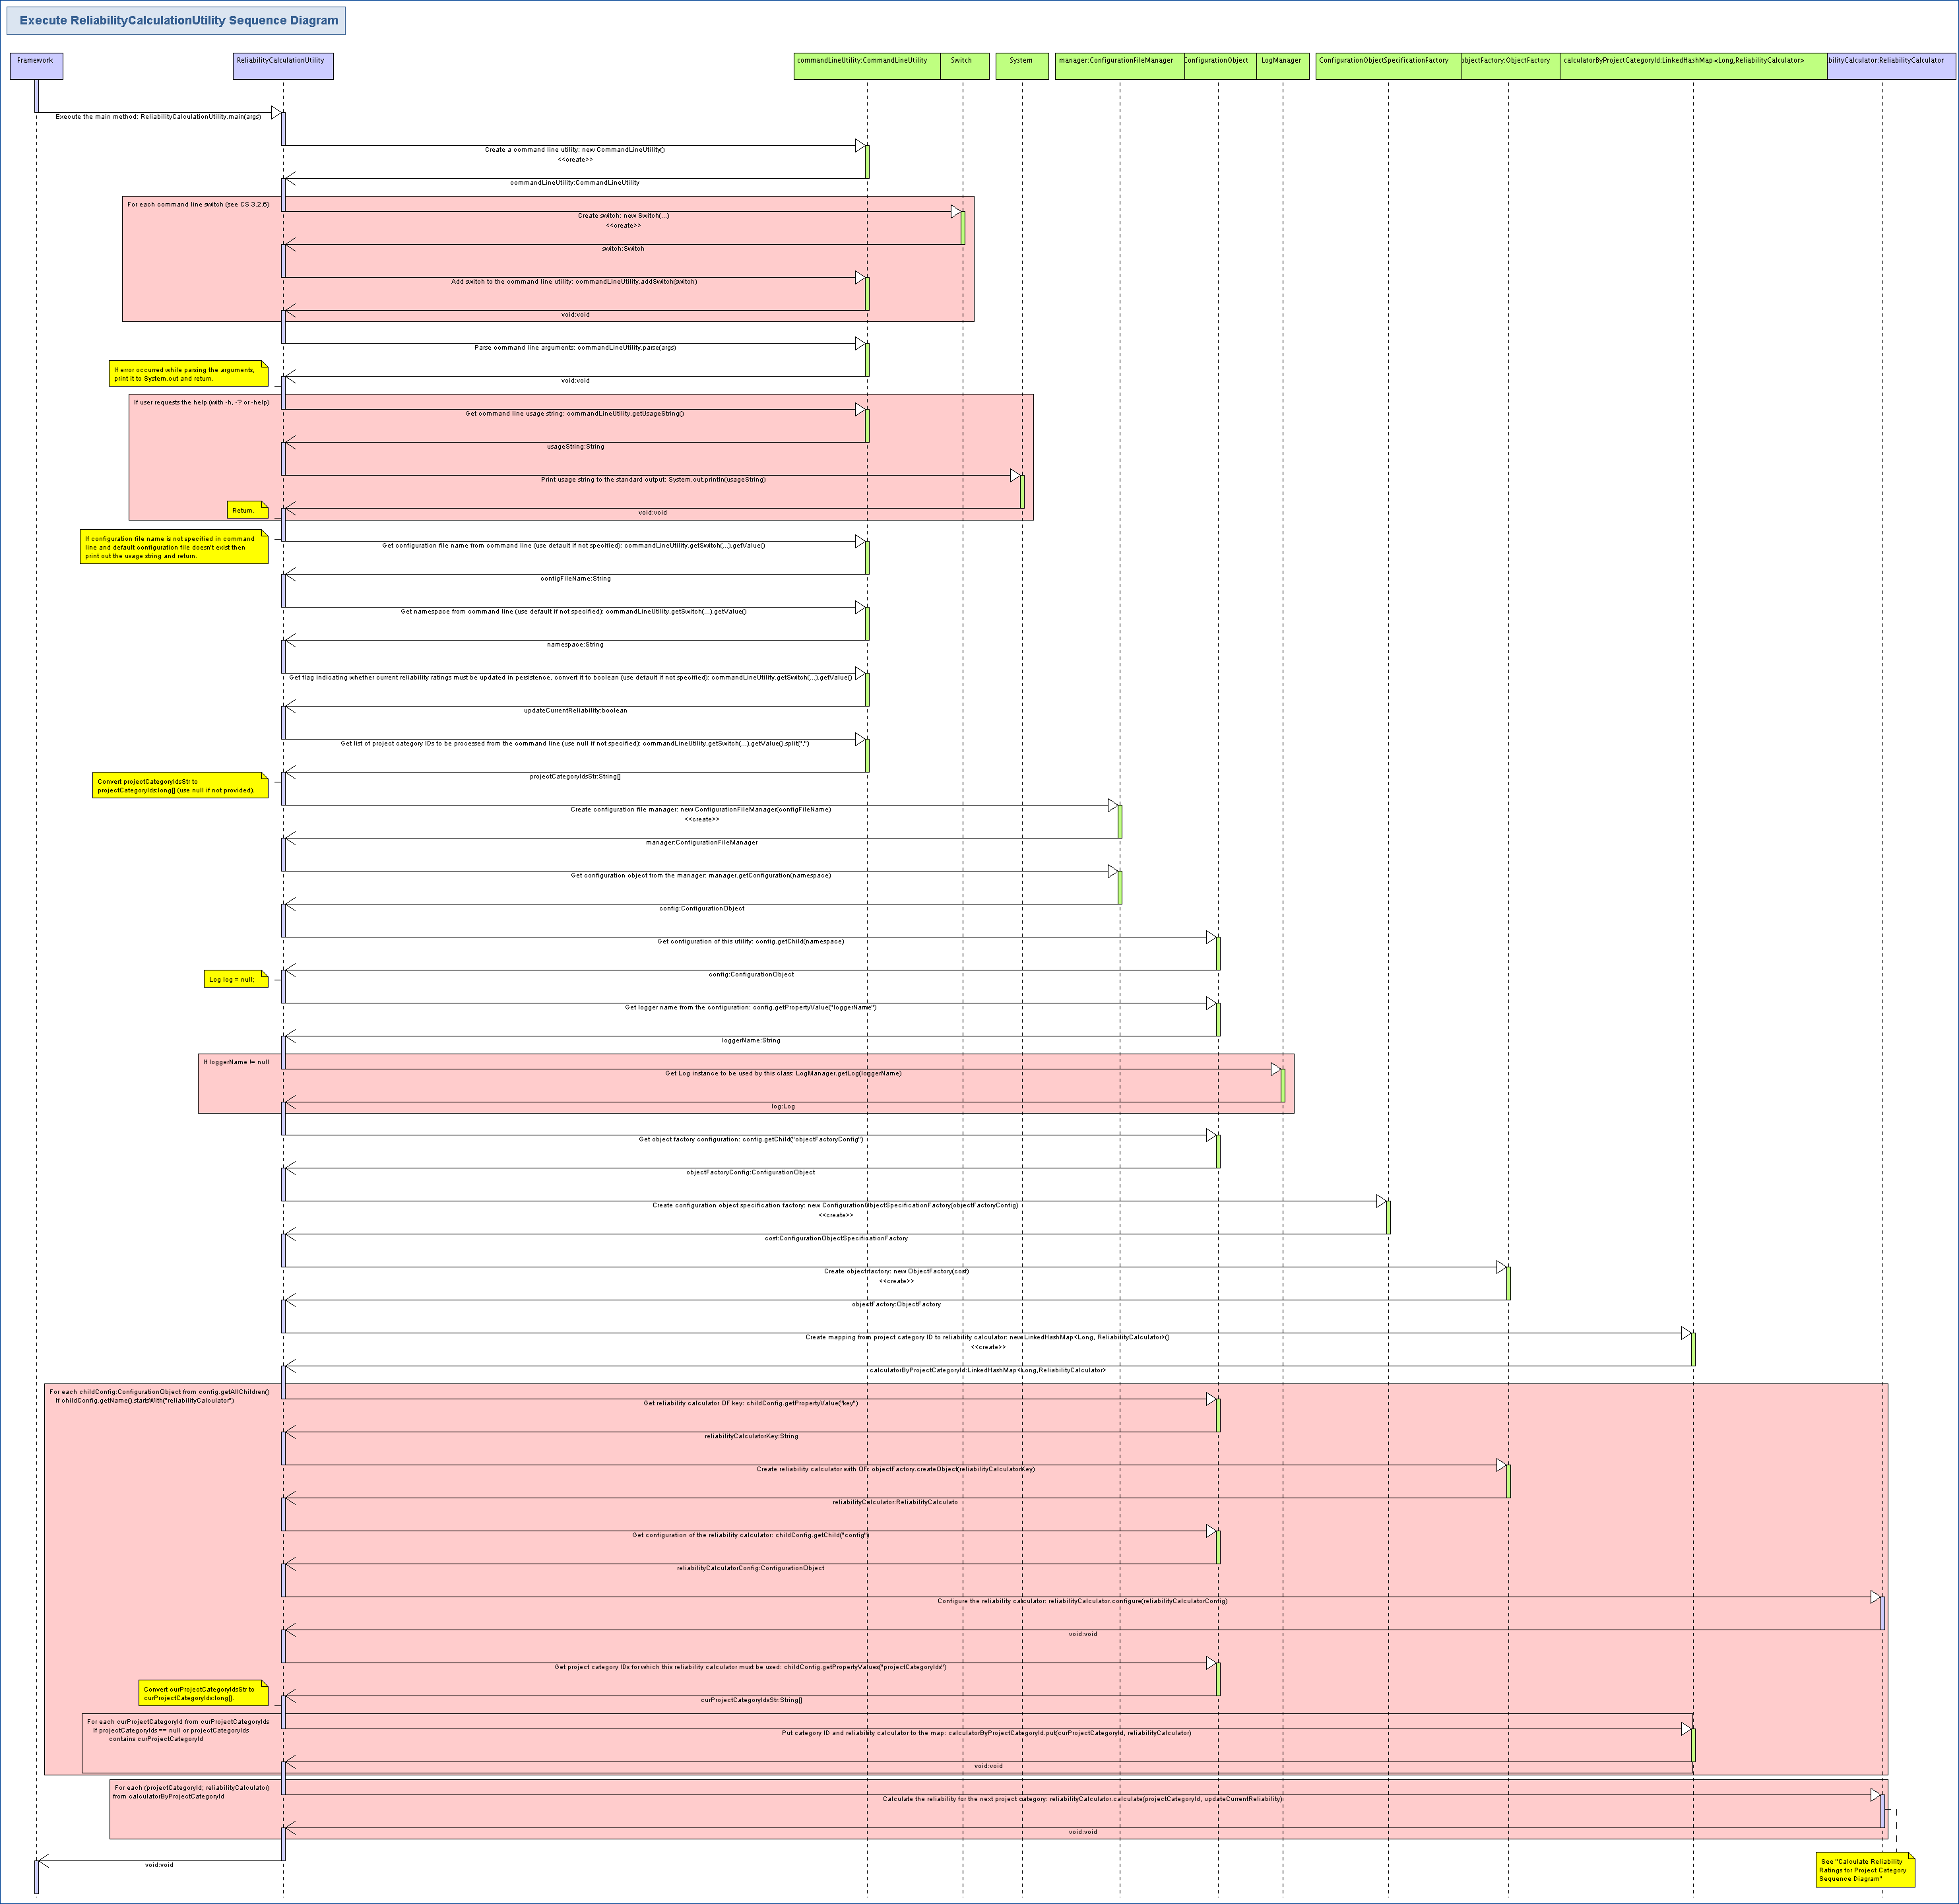 Execute ReliabilityCalculationUtility Sequence Diagram
Framework
ReliabilityCalculationUtility
commandLineUtility:CommandLineUtility
Switch
System
manager:ConfigurationFileManager
ConfigurationObject
LogManager
ConfigurationObjectSpecificationFactory
objectFactory:ObjectFactory
calculatorByProjectCategoryId:LinkedHashMap<Long,ReliabilityCalculator>
bilityCalculator:ReliabilityCalculator
Execute the main method: ReliabilityCalculationUtility.main(args)
Create a command line utility: new CommandLineUtility()
<<create>>
commandLineUtility:CommandLineUtility
For each command line switch (see CS 3.2.6)
Create switch: new Switch(...)
<<create>>
switch:Switch
Add switch to the command line utility: commandLineUtility.addSwitch(switch)
void:void
Parse command line arguments: commandLineUtility.parse(args)
If error occurred while parsing the arguments,
print it to System.out and return.
void:void
If user requests the help (with -h, -? or -help)
Get command line usage string: commandLineUtility.getUsageString()
usageString:String
Print usage string to the standard output: System.out.println(usageString)
Return.
void:void
If configuration file name is not specified in command
line and default configuration file doesn't exist then
print out the usage string and return.
Get configuration file name from command line (use default if not specified): commandLineUtility.getSwitch(...).getValue()
configFileName:String
Get namespace from command line (use default if not specified): commandLineUtility.getSwitch(...).getValue()
namespace:String
Get flag indicating whether current reliability ratings must be updated in persistence, convert it to boolean (use default if not specified): commandLineUtility.getSwitch(...).getValue()
updateCurrentReliability:boolean
Get list of project category IDs to be processed from the command line (use null if not specified): commandLineUtility.getSwitch(...).getValue().split(",")
projectCategoryIdsStr:String[]
Convert projectCategoryIdsStr to
projectCategoryIds:long[] (use null if not provided).
Create configuration file manager: new ConfigurationFileManager(configFileName)
<<create>>
manager:ConfigurationFileManager
Get configuration object from the manager: manager.getConfiguration(namespace)
config:ConfigurationObject
Get configuration of this utility: config.getChild(namespace)
config:ConfigurationObject
Log log = null;
Get logger name from the configuration: config.getPropertyValue("loggerName")
loggerName:String
If loggerName != null
Get Log instance to be used by this class: LogManager.getLog(loggerName)
log:Log
Get object factory configuration: config.getChild("objectFactoryConfig")
objectFactoryConfig:ConfigurationObject
Create configuration object specification factory: new ConfigurationObjectSpecificationFactory(objectFactoryConfig)
<<create>>
cosf:ConfigurationObjectSpecificationFactory
Create object factory: new ObjectFactory(cosf)
<<create>>
objectFactory:ObjectFactory
Create mapping from project category ID to reliability calculator: new LinkedHashMap<Long, ReliabilityCalculator>()
<<create>>
calculatorByProjectCategoryId:LinkedHashMap<Long,ReliabilityCalculator>
For each childConfig:ConfigurationObject from config.getAllChildren()
If childConfig.getName().startsWith("reliabilityCalculator")
Get reliability calculator OF key: childConfig.getPropertyValue("key")
reliabilityCalculatorKey:String
Create reliability calculator with OF: objectFactory.createObject(reliabilityCalculatorKey)
reliabilityCalculator:ReliabilityCalculato
Get configuration of the reliability calculator: childConfig.getChild("config")
reliabilityCalculatorConfig:ConfigurationObject
Configure the reliability calculator: reliabilityCalculator.configure(reliabilityCalculatorConfig)
void:void
Get project category IDs for which this reliability calculator must be used: childConfig.getPropertyValues("projectCategoryIds")
Convert curProjectCategoryIdsStr to
curProjectCategoryIds:long[].
curProjectCategoryIdsStr:String[]
For each curProjectCategoryId from curProjectCategoryIds
If projectCategoryIds == null or projectCategoryIds
contains curProjectCategoryId
Put category ID and reliability calculator to the map: calculatorByProjectCategoryId.put(curProjectCategoryId, reliabilityCalculator)
void:void
For each (projectCategoryId; reliabilityCalculator)
from calculatorByProjectCategoryId
Calculate the reliability for the next project category: reliabilityCalculator.calculate(projectCategoryId, updateCurrentReliability)
void:void
void:void
See "Calculate Reliability
Ratings for Project Category
Sequence Diagram"